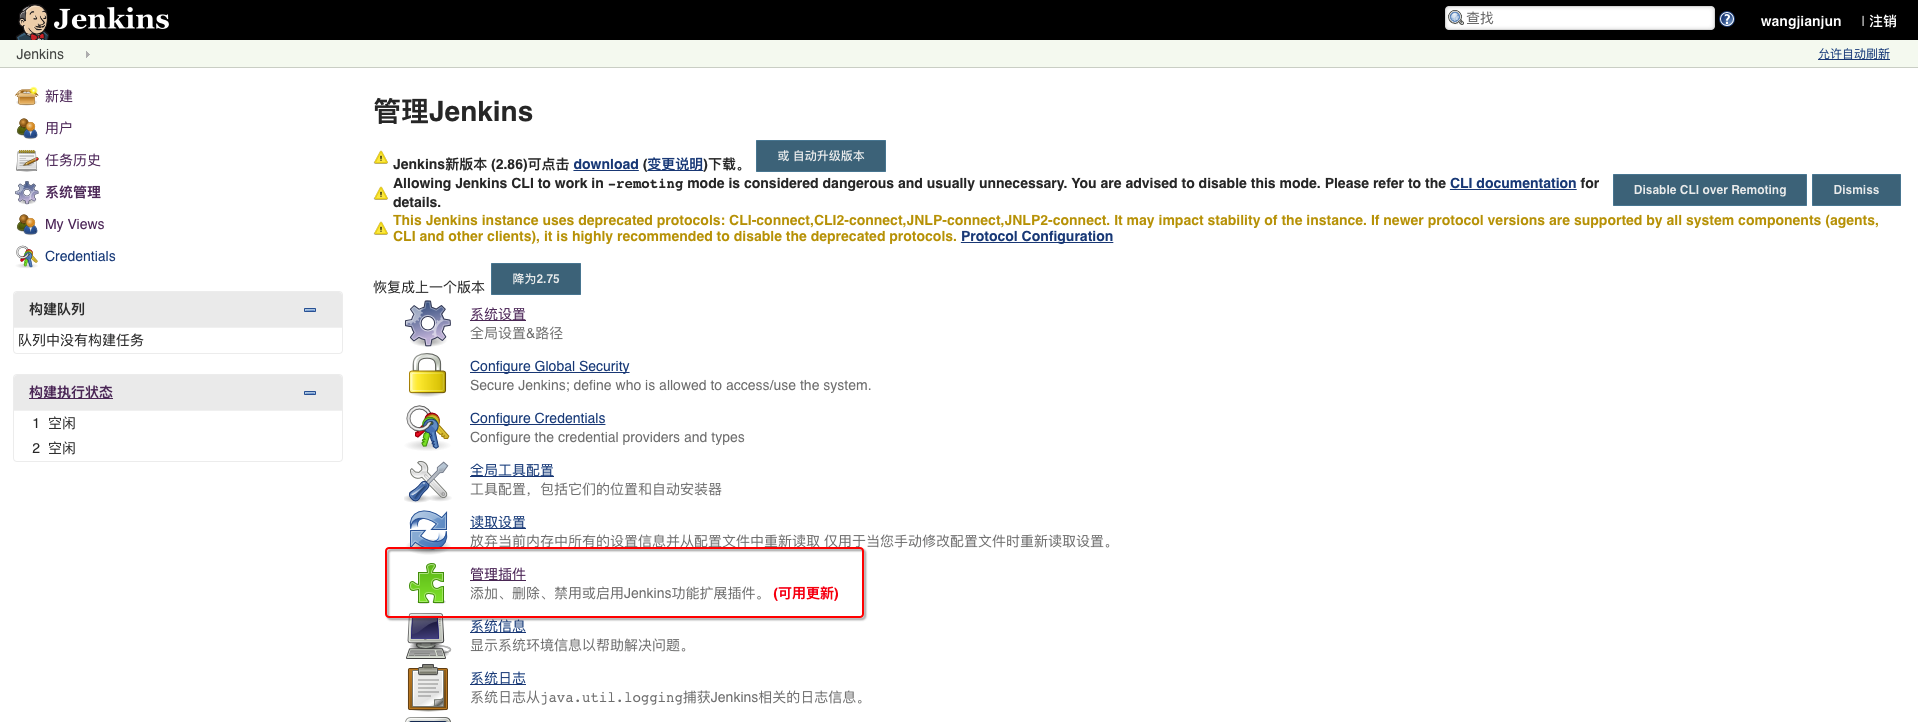 Jenkins
查找
wangjianjun
| 注销
Jenkins
允许自动刷新
新建
用户
任务历史
系统管理
My Views
Credentials
构建队列
队列中没有构建任务
构建执行状态
1 空闲
2 空闲
管理Jenkins
Jenkins新版本 (2.86)可点击 download (变更说明)下载。 或 自动升级版本
Allowing Jenkins CLI to work in -remoting mode is considered dangerous and usually unnecessary. You are advised to disable this mode. Please refer to the CLI documentation for
details.
Disable CLI over Remoting
Dismiss
This Jenkins instance uses deprecated protocols: CLI-connect,CLI2-connect,JNLP-connect,JNLP2-connect. It may impact stability of the instance. If newer protocol versions are supported by all system components (agents,
CLI and other clients), it is highly recommended to disable the deprecated protocols. Protocol Configuration
恢复成上一个版本 降为2.75
系统设置
全局设置&路径
Configure Global Security
Secure Jenkins; define who is allowed to access/use the system.
Configure Credentials
Configure the credential providers and types
全局工具配置
工具配置，包括它们的位置和自动安装器
读取设置
放弃当前内存中所有的设置信息并从配置文件中重新读取 仅用于当您手动修改配置文件时重新读取设置。
管理插件
添加、删除、禁用或启用Jenkins功能扩展插件。 (可用更新)
系统信息
显示系统环境信息以帮助解决问题。
系统日志
系统日志从java.util.logging捕获Jenkins相关的日志信息。